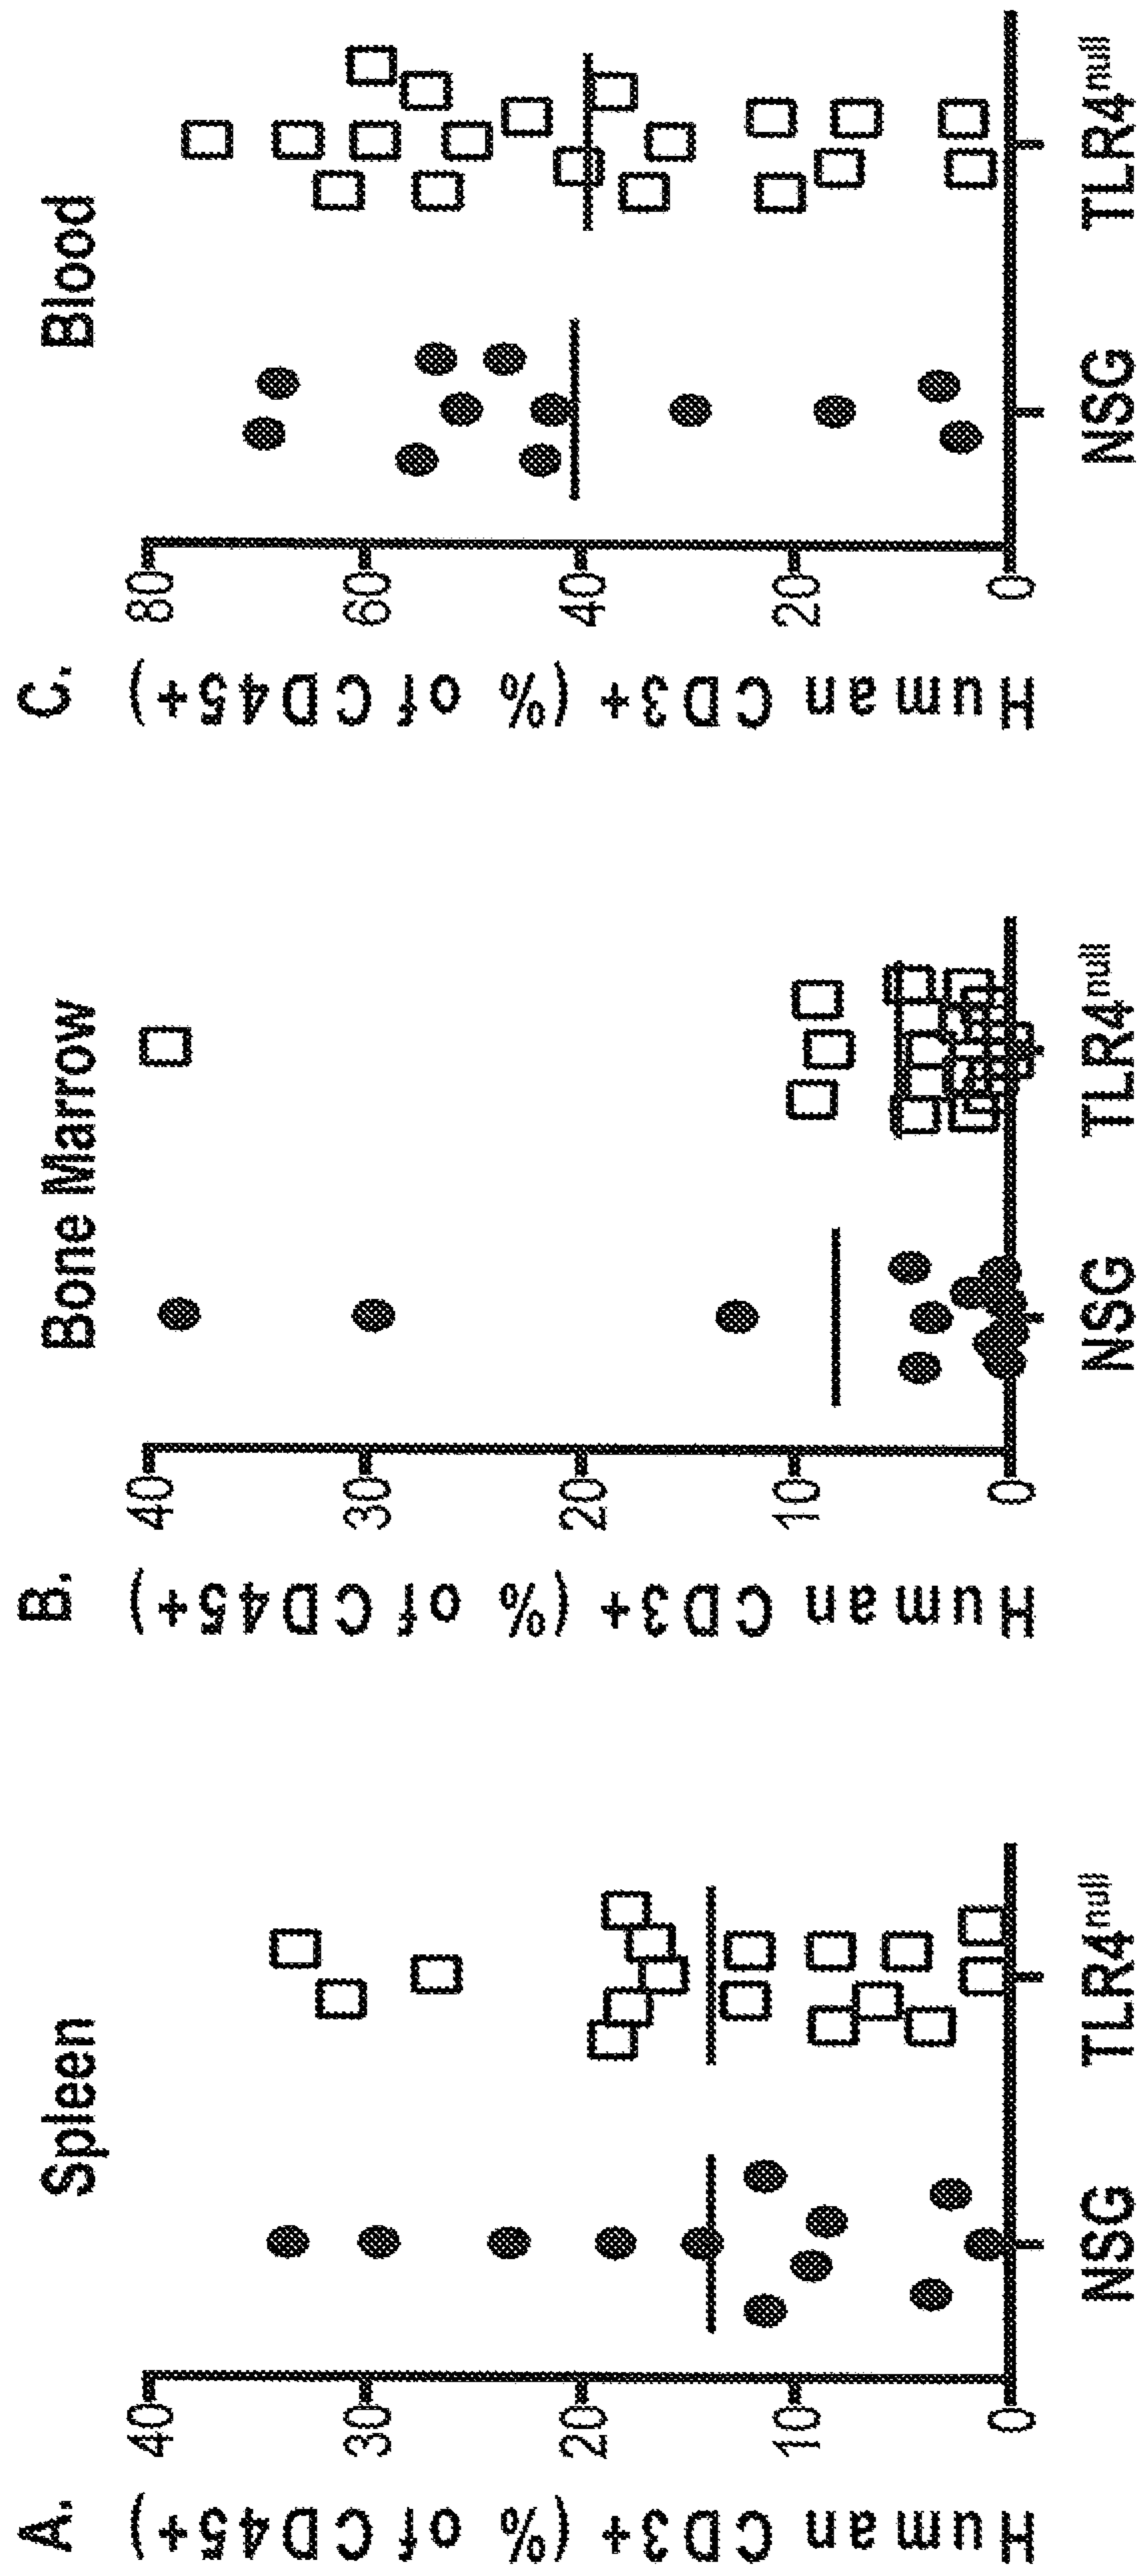 A.
Spleen
Human CD3+ (% of CD45+)
40
30
20
10
0
NSG
TLR4null
B.
Bone Marrow
Human CD3+ (% of CD45+)
40
30
20
10
0
NSG
TLR4null
C.
Blood
Human CD3+ (% of CD45+)
80
60
40
20
0
NSG
TLR4null